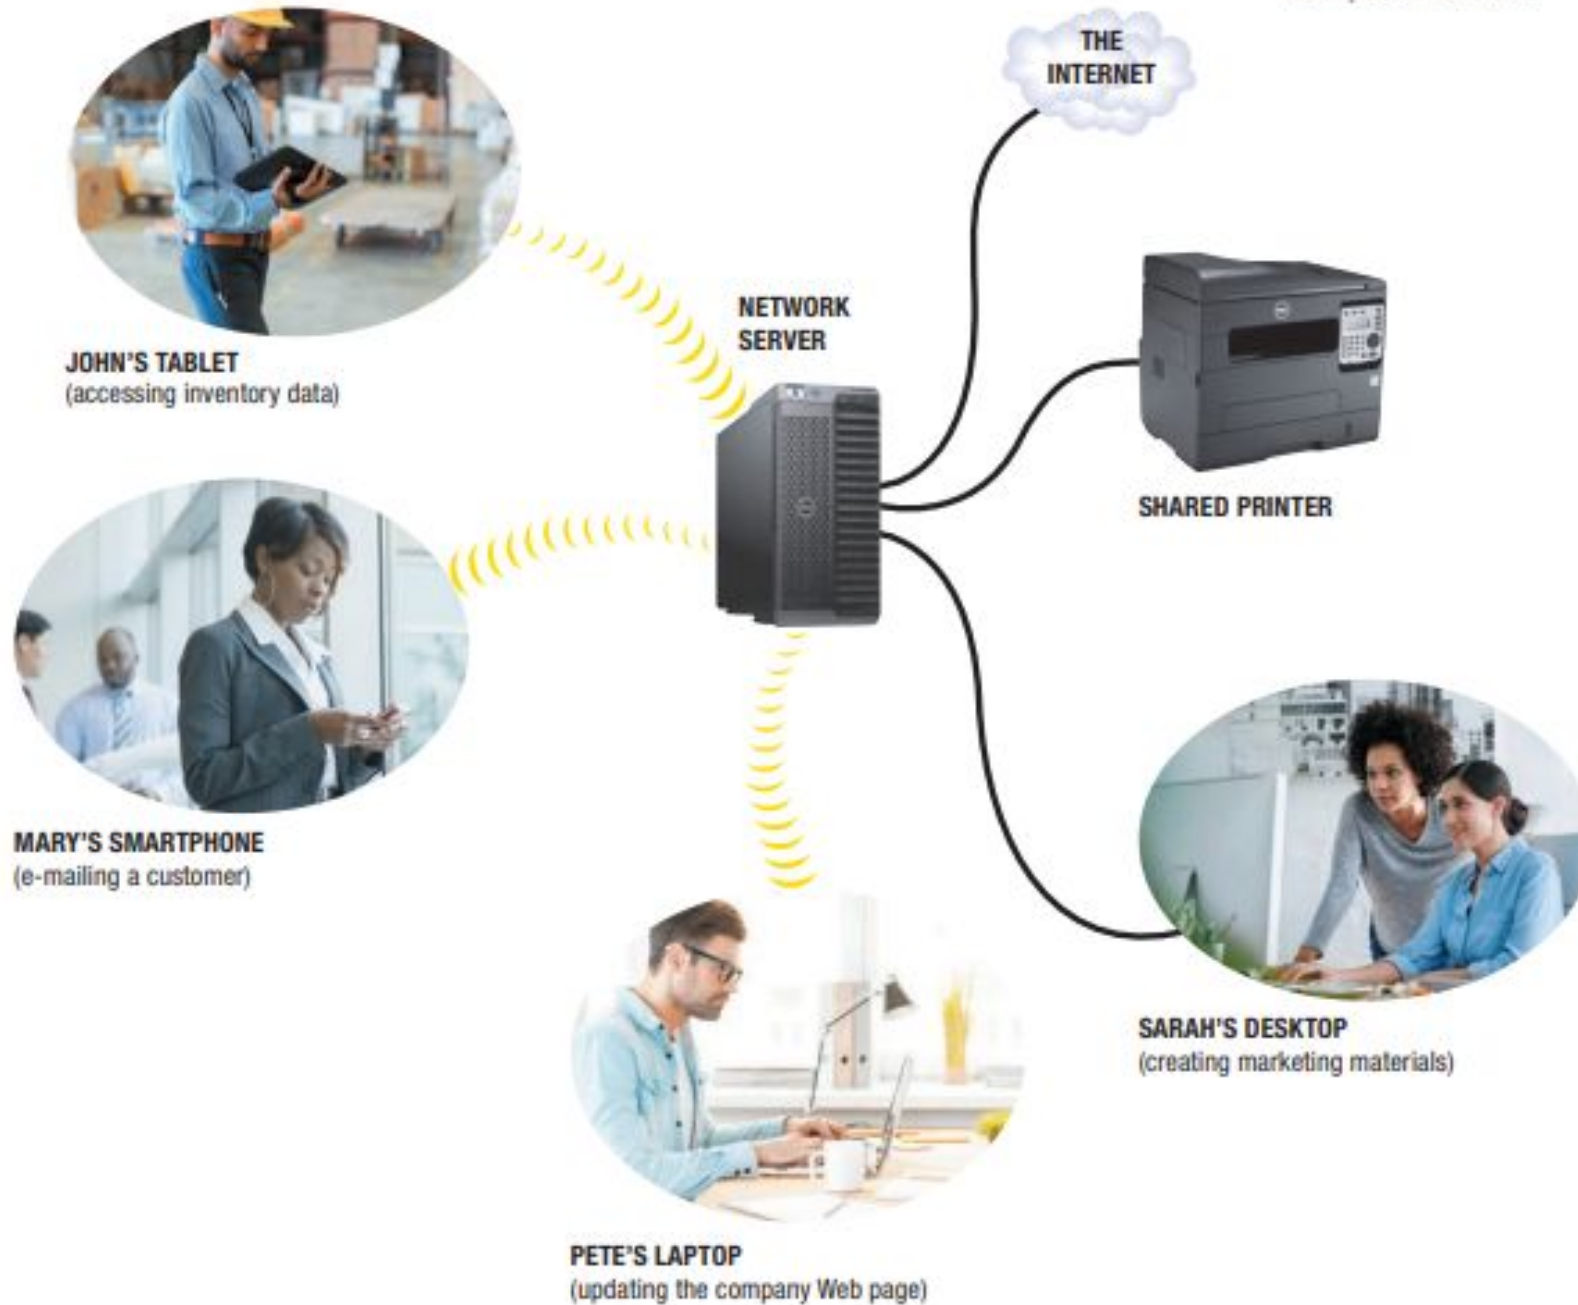 THE
INTERNET
NETWORK
SERVER
JOHN'S TABLET
(accessing inventory data)
SHARED PRINTER
MARY'S SMARTPHONE
(e-mailing a customer)
SARAH'S DESKTOP
(creating marketing materials)
PETE'S LAPTOP
(updating the company Web page)